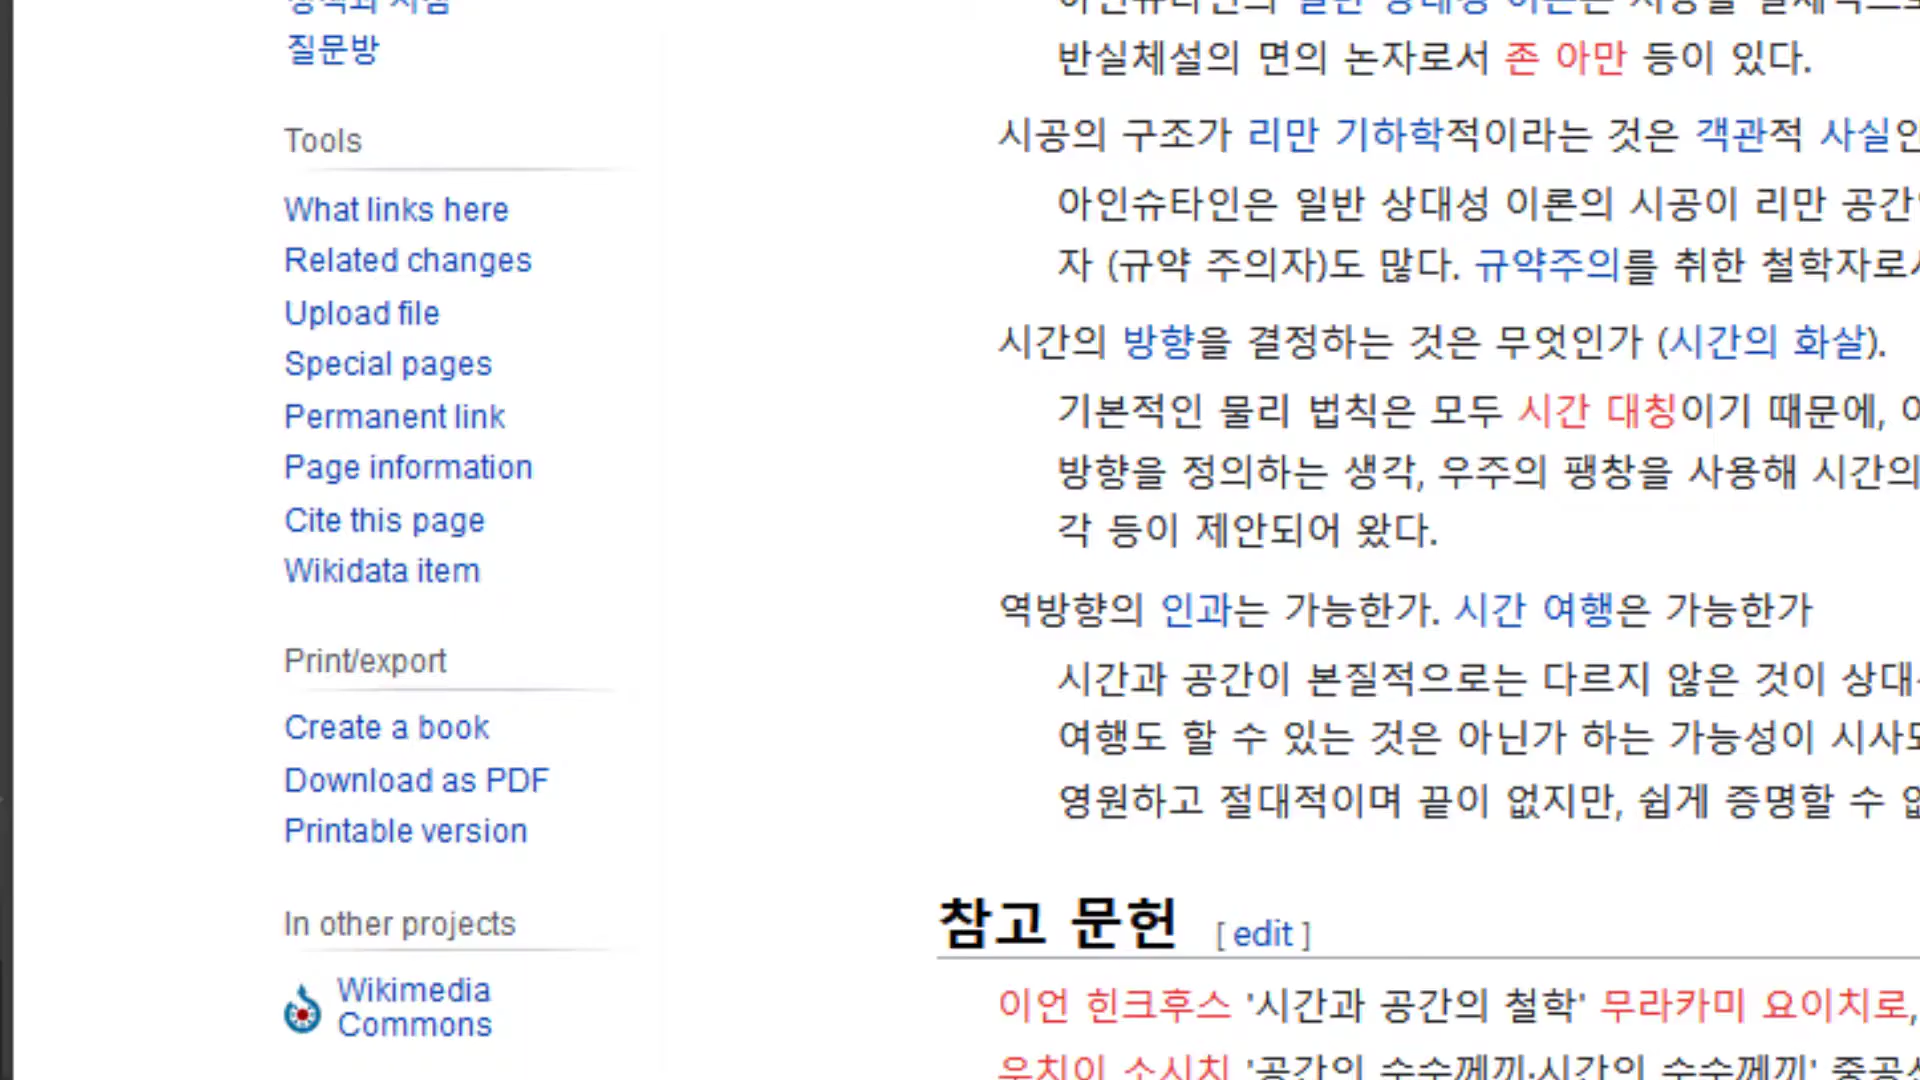 질문방
Tools
What links here
Related changes
Upload file
Special pages
Permanent link
Page information
Cite this page
Wikidata item
Print/export
Create a book
Download as PDF
Printable version
In other projects
Wikimedia
Commons
반실체설의 면의 논자로서 존 아만 등이 있다.
시공의 구조가 리만 기하학적이라는 것은 객관적 사실인
아인슈타인은 일반 상대성 이론의 시공이 리만 공간
자 (규약 주의자)도 많다. 규약주의를 취한 철학자로
시간의 방향을 결정하는 것은 무엇인가 (시간의 화살).
기본적인 물리 법칙은 모두 시간 대칭이기 때문에,
방향을 정의하는 생각, 우주의 팽창을 사용해 시간의
각 등이 제안되어 왔다.
역방향의 인과는 가능한가. 시간 여행은 가능한가
시간과 공간이 본질적으로는 다르지 않은 것이 상대
여행도 할 수 있는 것은 아닌가 하는 가능성이 시사
영원하고 절대적이며 끝이 없지만, 쉽게 증명할 수
참고 문헌 [ edit ]
이언 힌크후스 '시간과 공간의 철학' 무라카미 요이치로,